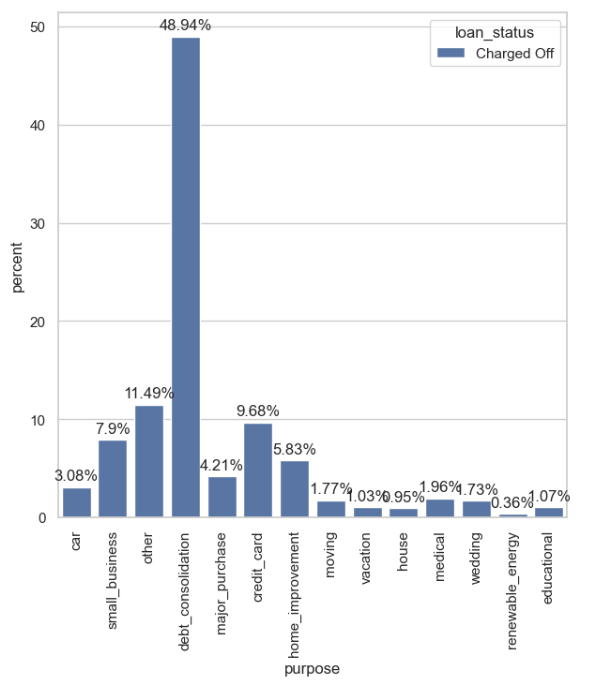 50
40
30
20
10
0
percent
loan_status
Charged Off
3.08%
7.9%
11.49%
48.94%
4.21%
9.68%
5.83%
1.77%
1.03%
0.95%
1.96%
1.73%
0.36%
1.07%
car
small_business
other
debt_consolidation
major_purchase
credit_card
home_improvement
moving
vacation
house
medical
wedding
renewable_energy
educational
purpose